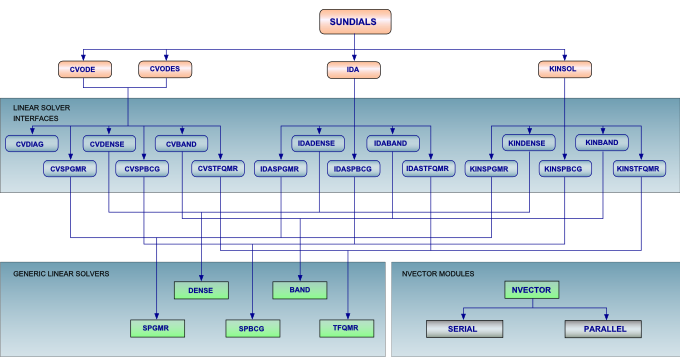 SUNDIALS
CVODE
CVODES
IDA
KINSOL
LINEAR SOLVER
INTERFACES
CVDIAG
CVDENSE
CVBAND
IDADENSE
IDABAND
KINDENSE
KINBAND
CVSPGMR
CVSPBCG
CVSTFQMR
IDASPGMR
IDASPBCG
IDASTFQMR
KINSPGMR
KINSPBCG
KINSTFQMR
GENERIC LINEAR SOLVERS
DENSE
BAND
SPGMR
SPBCG
TFQMR
NVECTOR MODULES
NVECTOR
SERIAL
PARALLEL